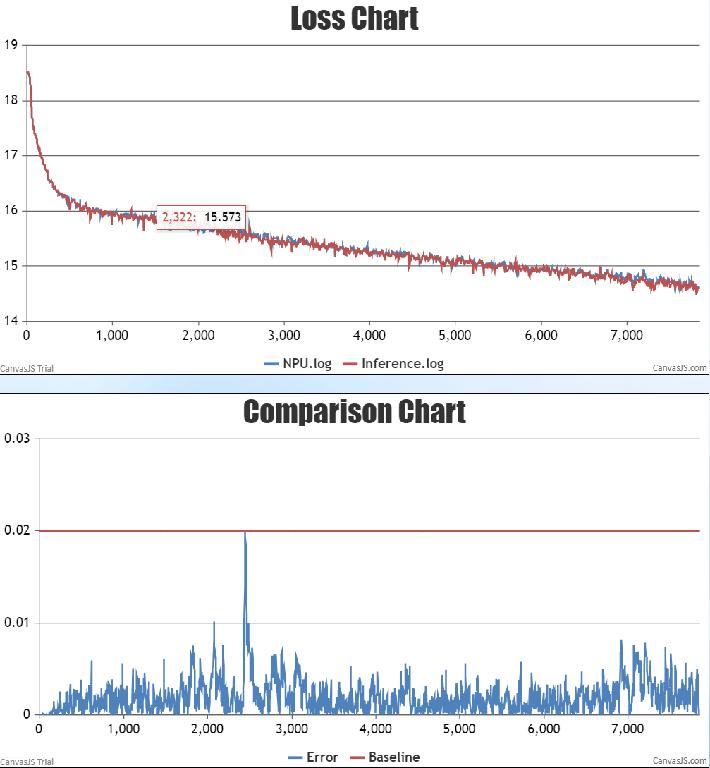 Loss Chart
19
18
17
16
15
14
2,322: 15.573
0 1,000 2,000 3,000 4,000 5,000 6,000 7,000
NPU.log Inference.log
CanvasJS Trial CanvasJS.com
Comparison Chart
0.03
0.02
0.01
0
0 1,000 2,000 3,000 4,000 5,000 6,000 7,000
Error Baseline
CanvasJS Trial CanvasJS.com